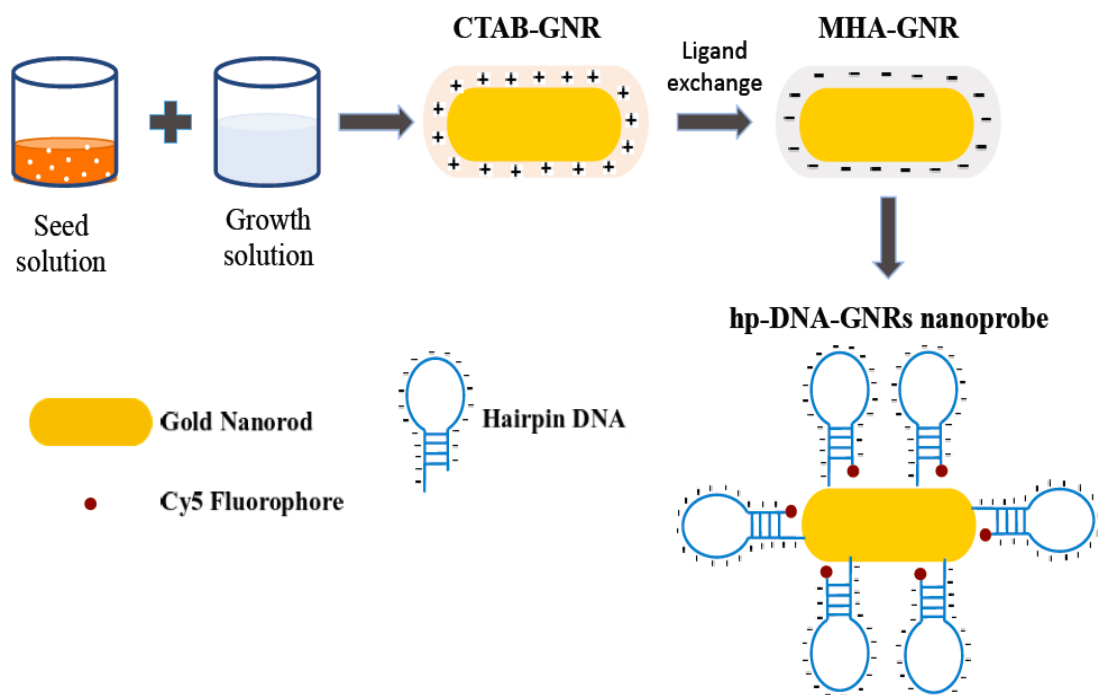 CTAB-GNR
Ligand
exchange
MHA-GNR
Seed
solution
Growth
solution
hp-DNA-GNRs nanoprobe
Gold Nanorod
Hairpin DNA
Cy5 Fluorophore